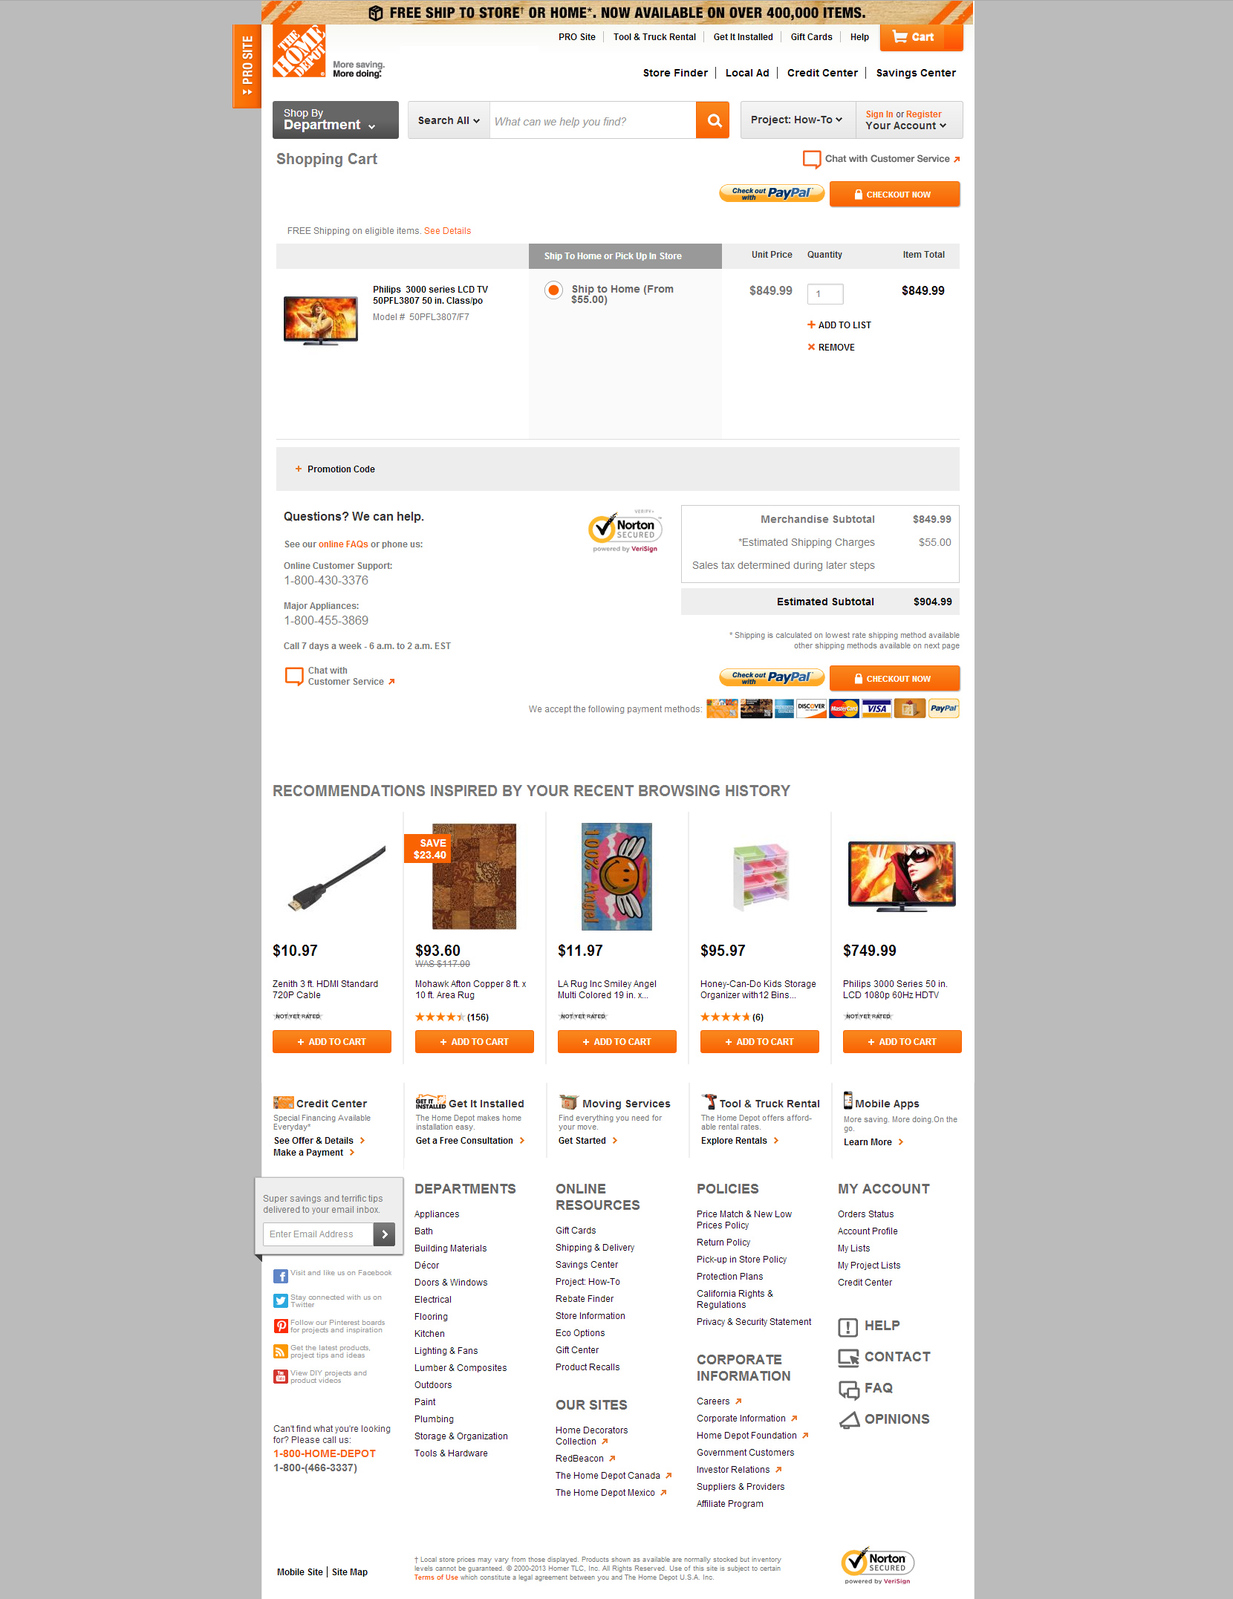 FREE SHIP TO STORE† OR HOME*. NOW AVAILABLE ON OVER 400,000 ITEMS.
PRO SITE
THE HOME DEPOT
More saving.
More doing.
PRO Site
Tool & Truck Rental
Get It Installed
Gift Cards
Help
Cart
Store Finder
Local Ad
Credit Center
Savings Center
Shop By
Department
Search All
What can we help you find?
Project: How-To
Sign In or Register
Your Account
Shopping Cart
Chat with Customer Service
Check out with PayPal
CHECKOUT NOW
FREE Shipping on eligible items. See Details
Ship To Home or Pick Up In Store
Unit Price
Quantity
Item Total
Philips 3000 series LCD TV
50PFL3807 50 in. Class/po
Model # 50PFL3807/F7
Ship to Home (From
$55.00)
$849.99
1
$849.99
ADD TO LIST
REMOVE
+ Promotion Code
Questions? We can help.
See our online FAQs or phone us:
Online Customer Support:
1-800-430-3376
Major Appliances:
1-800-455-3869
Call 7 days a week - 6 a.m. to 2 a.m. EST
Chat with
Customer Service
VERIFY
Norton
SECURED
powered by VeriSign
Merchandise Subtotal $849.99
*Estimated Shipping Charges $55.00
Sales tax determined during later steps
Estimated Subtotal $904.99
* Shipping is calculated on lowest rate shipping method available
other shipping methods available on next page
Check out with PayPal
CHECKOUT NOW
We accept the following payment methods:
DISCOVER
MasterCard
VISA
PayPal
RECOMMENDATIONS INSPIRED BY YOUR RECENT BROWSING HISTORY
$10.97
Zenith 3 ft. HDMI Standard
720P Cable
NOT YET RATED
+ ADD TO CART
SAVE
$23.40
$93.60
WAS $117.00
Mohawk Afton Copper 8 ft. x
10 ft. Area Rug
(156)
+ ADD TO CART
100% Angel
$11.97
LA Rug Inc Smiley Angel
Multi Colored 19 in. x...
NOT YET RATED
+ ADD TO CART
$95.97
Honey-Can-Do Kids Storage
Organizer with12 Bins...
(6)
+ ADD TO CART
$749.99
Philips 3000 Series 50 in.
LCD 1080p 60Hz HDTV
NOT YET RATED
+ ADD TO CART
Credit Center
Special Financing Available
Everyday*
See Offer & Details
Make a Payment
GET IT INSTALLED
Get It Installed
The Home Depot makes home
installation easy.
Get a Free Consultation
Moving Services
Find everything you need for
your move.
Get Started
Tool & Truck Rental
The Home Depot offers afford-
able rental rates.
Explore Rentals
Mobile Apps
More saving. More doing.On the
go.
Learn More
Super savings and terrific tips
delivered to your email inbox.
Enter Email Address
Visit and like us on Facebook
Stay connected with us on
Twitter
Follow our Pinterest boards
for projects and inspiration
Get the latest products,
project tips and ideas
View DIY projects and
product videos
Can't find what you're looking
for? Please call us:
1-800-HOME-DEPOT
1-800-(466-3337)
DEPARTMENTS
Appliances
Bath
Building Materials
Décor
Doors & Windows
Electrical
Flooring
Kitchen
Lighting & Fans
Lumber & Composites
Outdoors
Paint
Plumbing
Storage & Organization
Tools & Hardware
ONLINE
RESOURCES
Gift Cards
Shipping & Delivery
Savings Center
Project: How-To
Rebate Finder
Store Information
Eco Options
Gift Center
Product Recalls
OUR SITES
Home Decorators
Collection
RedBeacon
The Home Depot Canada
The Home Depot Mexico
POLICIES
Price Match & New Low
Prices Policy
Return Policy
Pick-up in Store Policy
Protection Plans
California Rights &
Regulations
Privacy & Security Statement
CORPORATE
INFORMATION
Careers
Corporate Information
Home Depot Foundation
Government Customers
Investor Relations
Suppliers & Providers
Affiliate Program
MY ACCOUNT
Orders Status
Account Profile
My Lists
My Project Lists
Credit Center
HELP
CONTACT
FAQ
OPINIONS
Mobile Site | Site Map
† Local store prices may vary from those displayed. Products shown as available are normally stocked but inventory
levels cannot be guaranteed. © 2000-2013 Homer TLC, Inc. All Rights Reserved. Use of this site is subject to certain
Terms of Use which constitute a legal agreement between you and The Home Depot U.S.A. Inc.
Norton
SECURED
powered by VeriSign